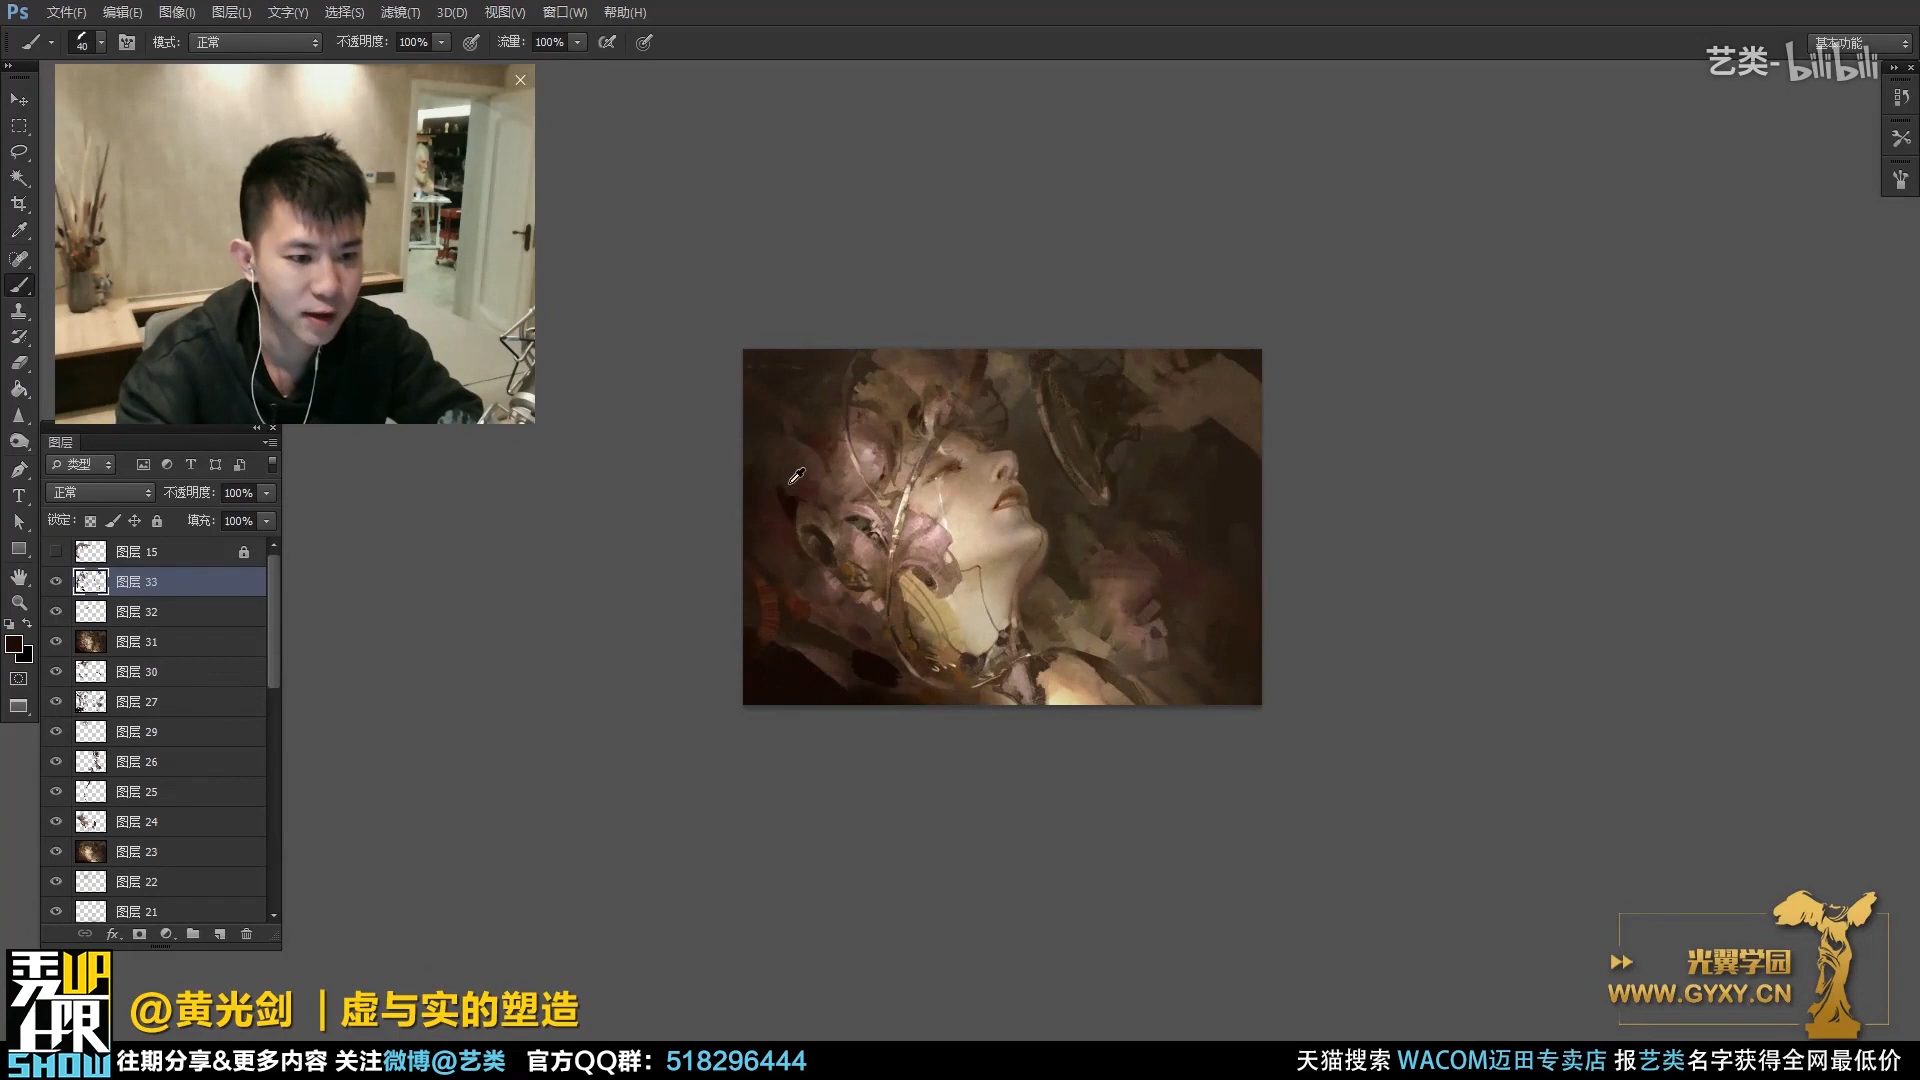 Ps 文件(F) 编辑(E) 图像(I) 图层(L) 文字(Y) 选择(S) 滤镜(T) 3D(D) 视图(V) 窗口(W) 帮助(H)
40 模式: 正常 不透明度: 100% 流量: 100% 基本功能
艺类-bilibili
图层
类型
正常 不透明度: 100%
锁定: 填充: 100%
图层 15
图层 33
图层 32
图层 31
图层 30
图层 27
图层 29
图层 26
图层 25
图层 24
图层 23
图层 22
图层 21
fx
光翼学园
WWW.GYXY.CN
UP
SHOW
@黄光剑 | 虚与实的塑造
往期分享&更多内容 关注微博@艺类 官方QQ群: 518296444
天猫搜索 WACOM迈田专卖店 报艺类名字获得全网最低价